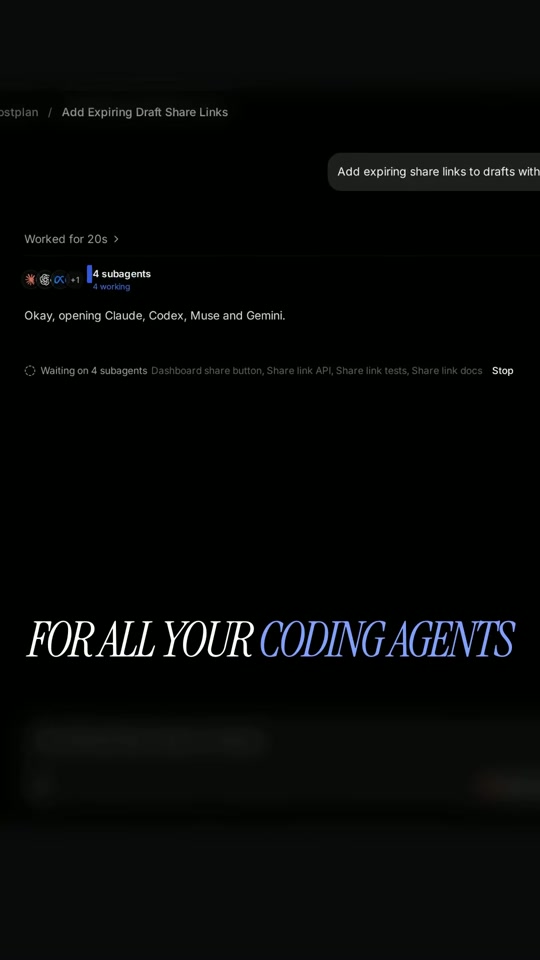 ostplan / Add Expiring Draft Share Links
Add expiring share links to drafts with
Worked for 20s >
+1 4 subagents
4 working
Okay, opening Claude, Codex, Muse and Gemini.
Waiting on 4 subagents Dashboard share button, Share link API, Share link tests, Share link docs Stop
FOR ALL YOUR CODING AGENTS